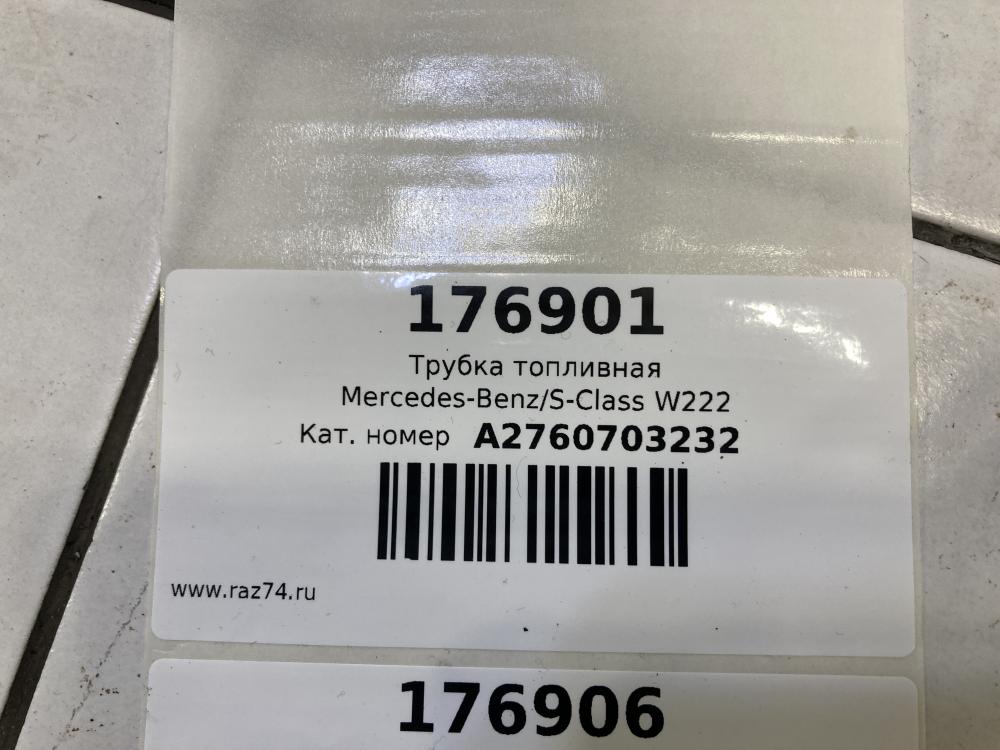 176901
Трубка топливная
Mercedes-Benz/S-Class W222
Кат. номер A2760703232
www.raz74.ru
176906